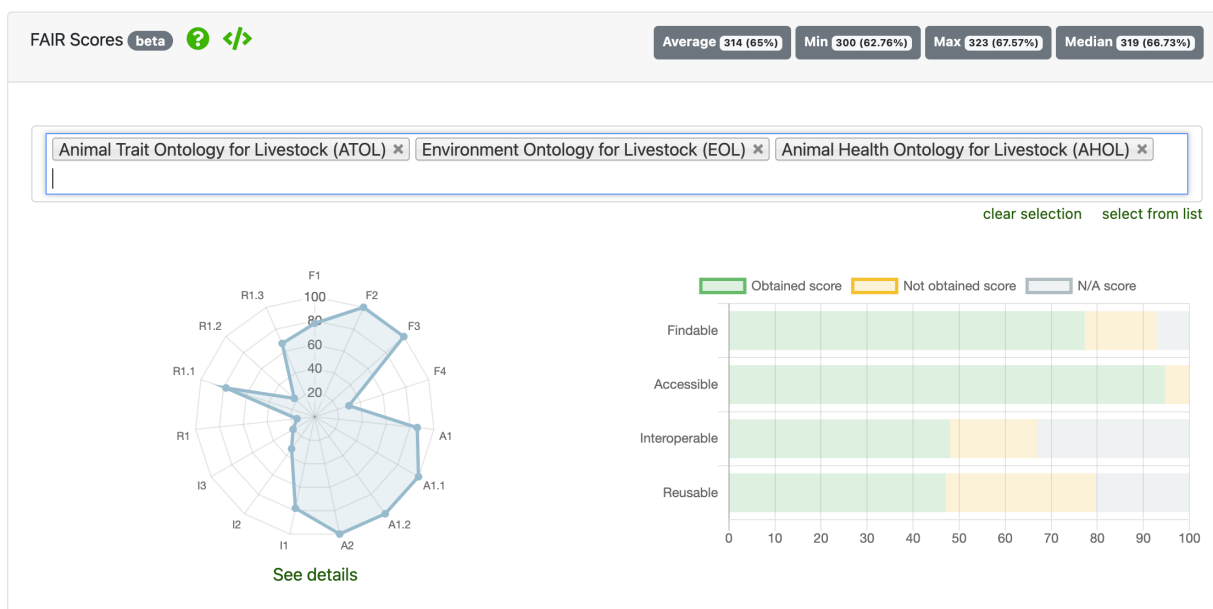 FAIR Scores beta ? </>
Average 314 (65%) Min 300 (62.76%) Max 323 (67.57%) Median 319 (66.73%)
Animal Trait Ontology for Livestock (ATOL) × Environment Ontology for Livestock (EOL) × Animal Health Ontology for Livestock (AHOL) ×
clear selection select from list
F1
R1.3 100 F2
R1.2 80 F3
60
R1.1 40 F4
20
R1 A1
I3 A1.1
I2 A1.2
I1 A2
See details
Obtained score Not obtained score N/A score
Findable
Accessible
Interoperable
Reusable
0 10 20 30 40 50 60 70 80 90 100